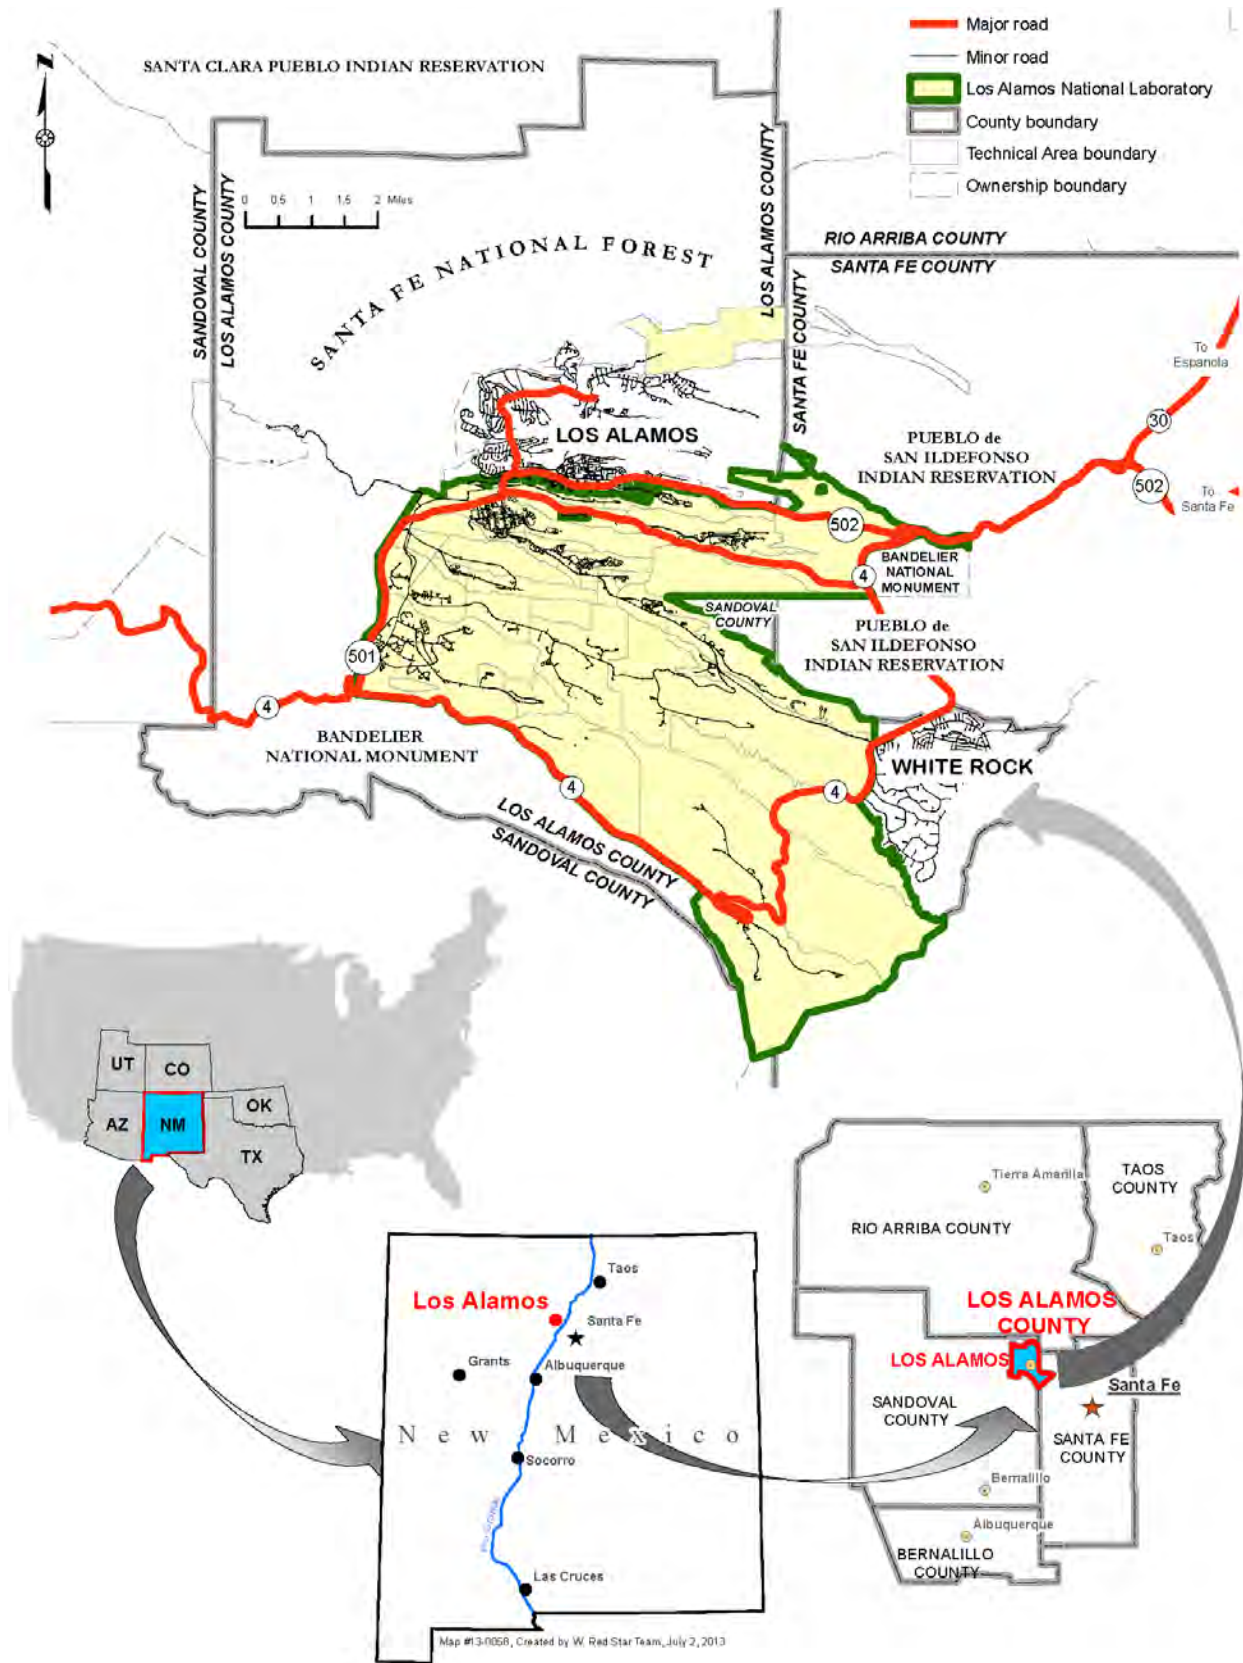 Major road
Minor road
Los Alamos National Laboratory
County boundary
Technical Area boundary
Ownership boundary
N
SANTA CLARA PUEBLO INDIAN RESERVATION
0 0.5 1 1.5 2 Miles
SANDOVAL COUNTY
LOS ALAMOS COUNTY
LOS ALAMOS COUNTY
SANTA FE COUNTY
RIO ARRIBA COUNTY
SANTA FE COUNTY
SANTA FE NATIONAL FOREST
To
Espanola
30
LOS ALAMOS
PUEBLO de
SAN ILDEFONSO
INDIAN RESERVATION
502
To
Santa Fe
502
BANDELIER
NATIONAL
MONUMENT
4
SANDOVAL
COUNTY
PUEBLO de
SAN ILDEFONSO
INDIAN RESERVATION
501
4
BANDELIER
NATIONAL MONUMENT
WHITE ROCK
4
4
LOS ALAMOS COUNTY
SANDOVAL COUNTY
UT
CO
AZ
NM
OK
TX
Taos
Los Alamos
Santa Fe
Grants
Albuquerque
New Mexico
Socorro
Rio Grande
Las Cruces
Map #13-0058, Created by W. Red Star Team, July 2, 2013
Tierra Amarilla
TAOS
COUNTY
RIO ARRIBA COUNTY
Taos
LOS ALAMOS
COUNTY
LOS ALAMOS
Santa Fe
SANDOVAL
COUNTY
SANTA FE
COUNTY
Bernalillo
Albuquerque
BERNALILLO
COUNTY